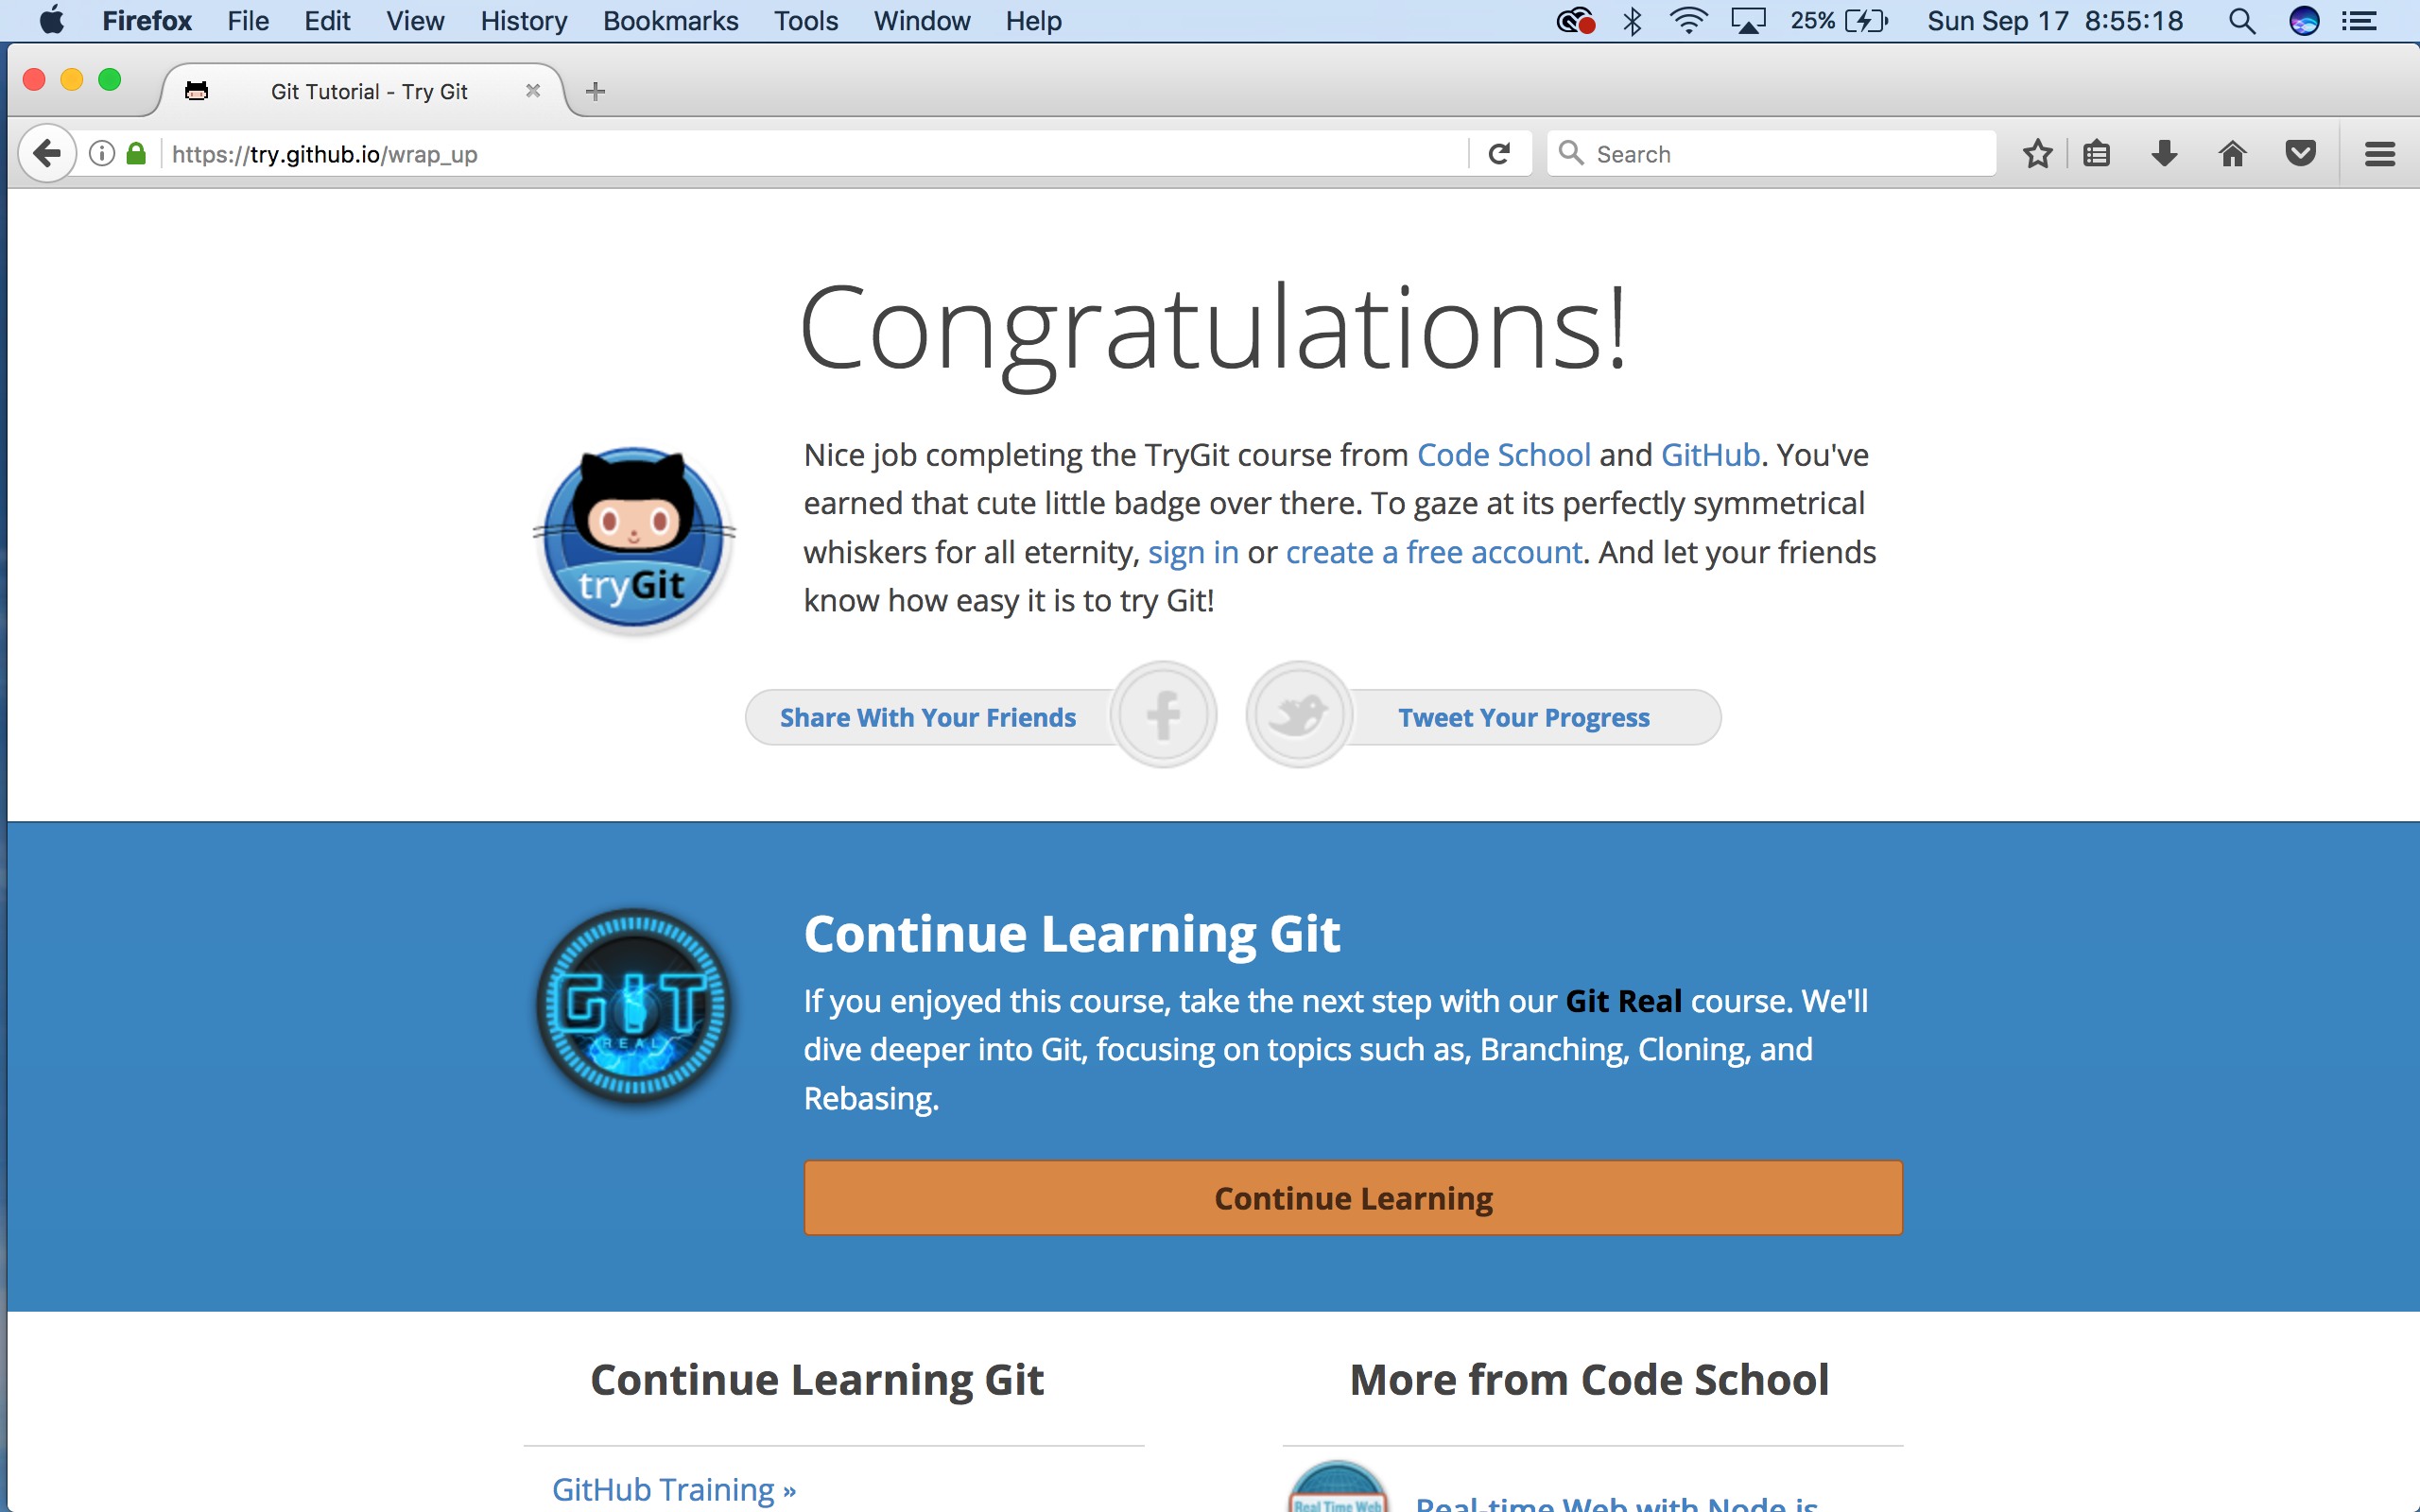 Firefox File Edit View History Bookmarks Tools Window Help 25% Sun Sep 17 8:55:18
Git Tutorial - Try Git
https://try.github.io/wrap_up Search
Congratulations!
Nice job completing the TryGit course from Code School and GitHub. You've
earned that cute little badge over there. To gaze at its perfectly symmetrical
whiskers for all eternity, sign in or create a free account. And let your friends
know how easy it is to try Git!
tryGit
Share With Your Friends Tweet Your Progress
Continue Learning Git
If you enjoyed this course, take the next step with our Git Real course. We'll
dive deeper into Git, focusing on topics such as, Branching, Cloning, and
Rebasing.
GIT
REAL
Continue Learning
Continue Learning Git
GitHub Training »
More from Code School
Real Time Web
Real-time Web with Node.js